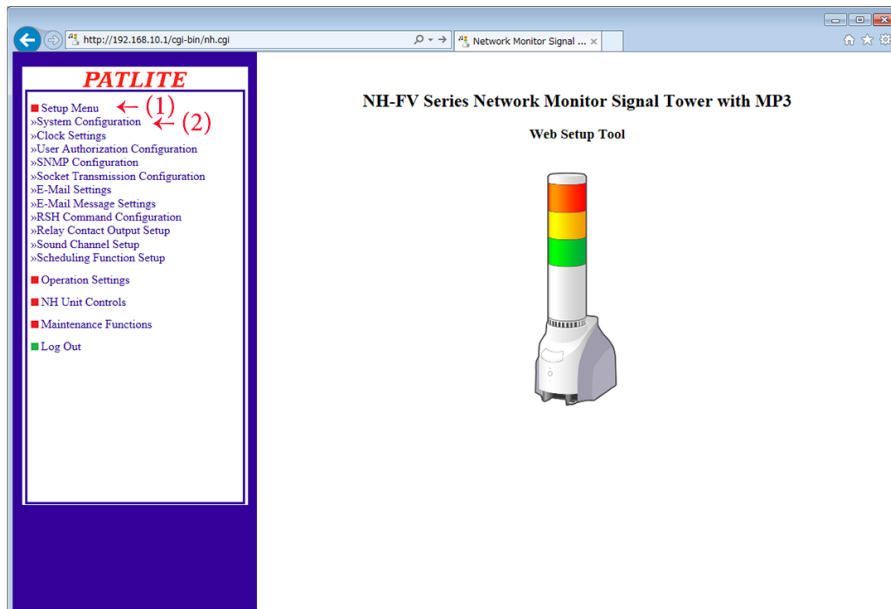 http://192.168.10.1/cgi-bin/nh.cgi
Network Monitor Signal ...
PATLITE
Setup Menu (1)
»System Configuration (2)
»Clock Settings
»User Authorization Configuration
»SNMP Configuration
»Socket Transmission Configuration
»E-Mail Settings
»E-Mail Message Settings
»RSH Command Configuration
»Relay Contact Output Setup
»Sound Channel Setup
»Scheduling Function Setup
Operation Settings
NH Unit Controls
Maintenance Functions
Log Out
NH-FV Series Network Monitor Signal Tower with MP3
Web Setup Tool